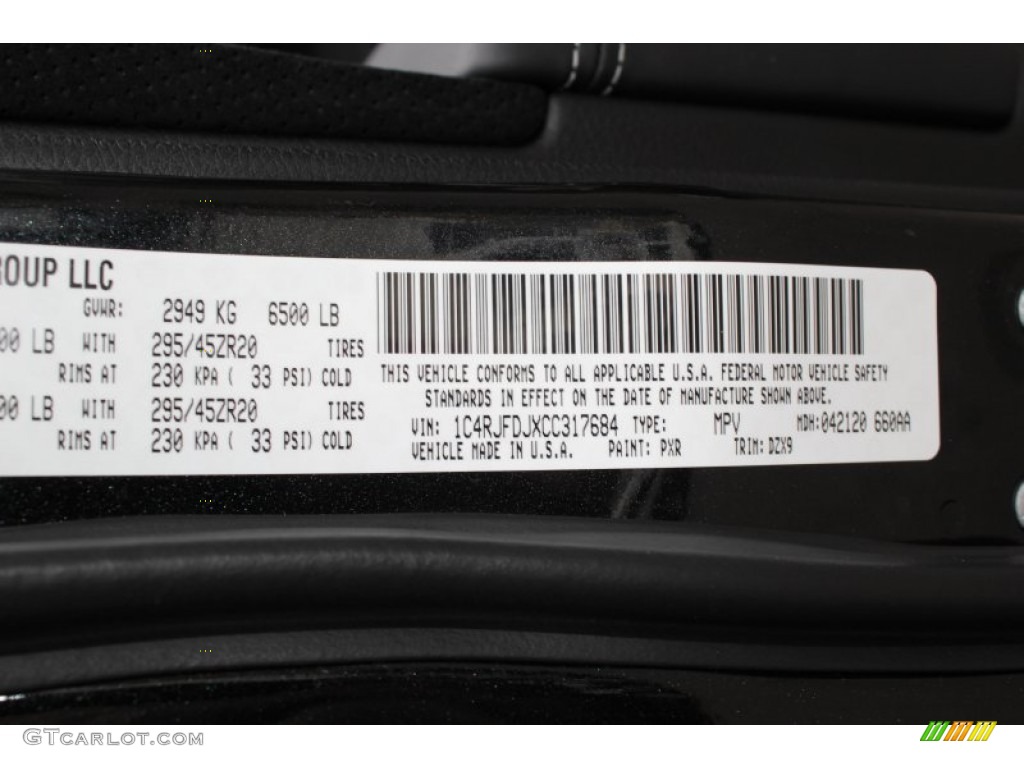 ROUP LLC
GVWR: 2949 KG 6500 LB
00 LB WITH 295/45ZR20 TIRES
RIMS AT 230 KPA ( 33 PSI) COLD
00 LB WITH 295/45ZR20 TIRES
RIMS AT 230 KPA ( 33 PSI) COLD
THIS VEHICLE CONFORMS TO ALL APPLICABLE U.S.A. FEDERAL MOTOR VEHICLE SAFETY
STANDARDS IN EFFECT ON THE DATE OF MANUFACTURE SHOWN ABOVE.
VIN: 1C4RJFDJXCC317684 TYPE: MPV MDH:042120 660AA
VEHICLE MADE IN U.S.A. PAINT: PXR TRIM: DZX9
GTCARLOT.COM